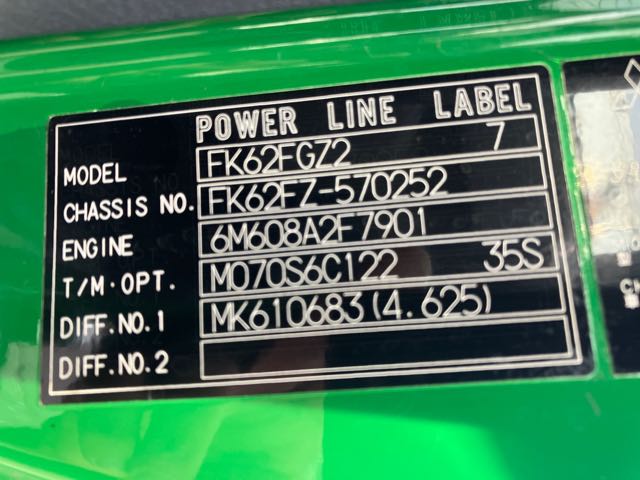 POWER LINE LABEL
MODEL FK62FGZ2 7
CHASSIS NO. FK62FZ-570252
ENGINE 6M608A2F7901
T/M·OPT. M070S6C122 35S
DIFF.NO.1 MK610683(4.625)
DIFF.NO.2